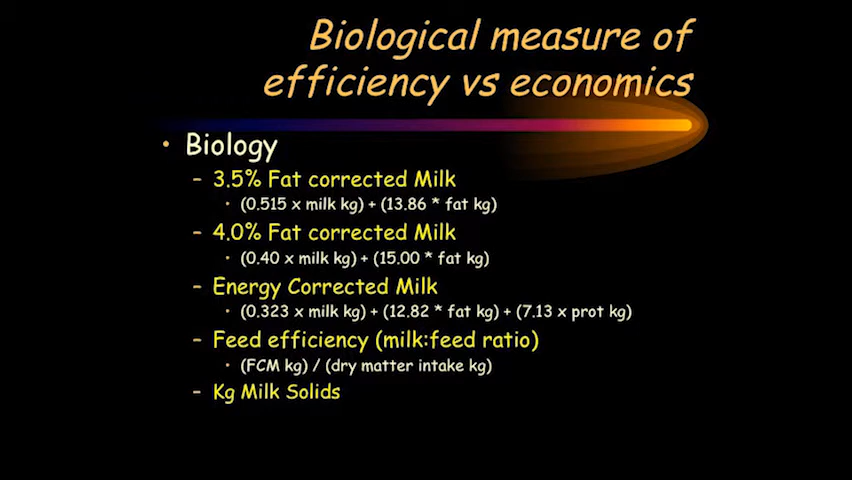 Biological measure of
efficiency vs economics
• Biology
– 3.5% Fat corrected Milk
• (0.515 x milk kg) + (13.86 * fat kg)
– 4.0% Fat corrected Milk
• (0.40 x milk kg) + (15.00 * fat kg)
– Energy Corrected Milk
• (0.323 x milk kg) + (12.82 * fat kg) + (7.13 x prot kg)
– Feed efficiency (milk:feed ratio)
• (FCM kg) / (dry matter intake kg)
– Kg Milk Solids